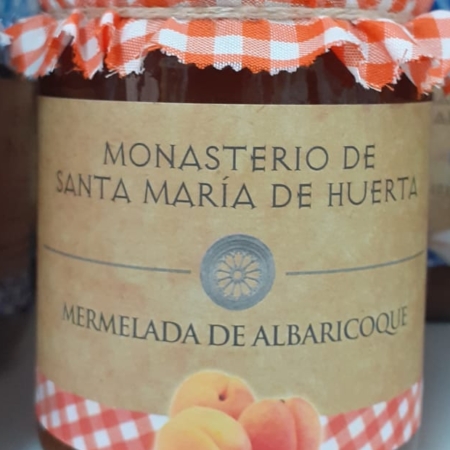 MONASTERIO DE
SANTA MARÍA DE HUERTA
MERMELADA DE ALBARICOQUE